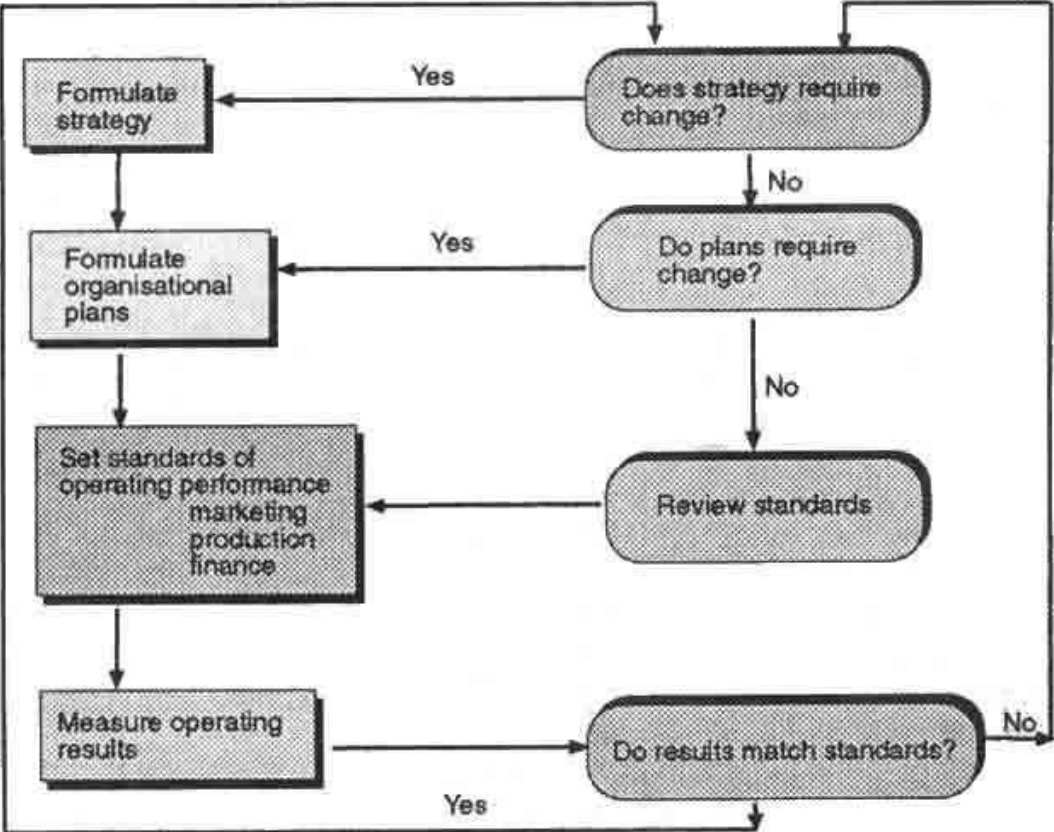 Formulate
strategy
Yes
Does strategy require
change?
No
Formulate
organisational
plans
Yes
Do plans require
change?
No
Set standards of
operating performance
marketing
production
finance
Review standards
Measure operating
results
Do results match standards?
No
Yes